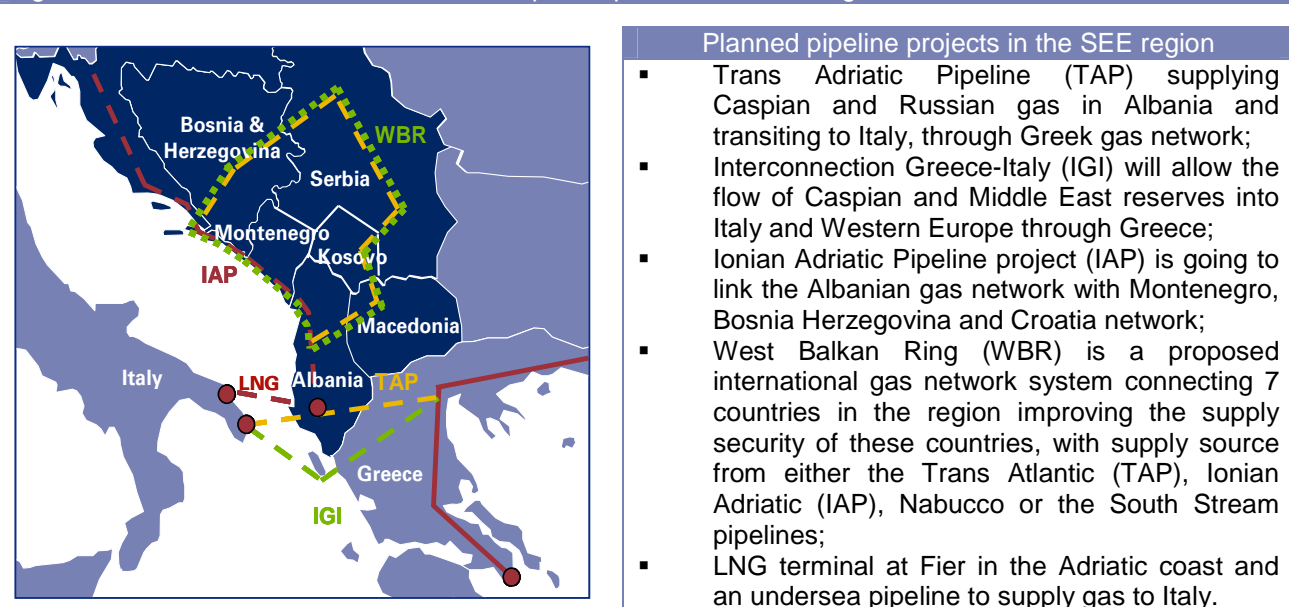 Planned pipeline projects in the SEE region
Bosnia &
Herzegovina
WBR
Serbia
Montenegro
Kosovo
IAP
Macedonia
Italy
LNG
Albania
TAP
Greece
IGI
▪ Trans Adriatic Pipeline (TAP) supplying
Caspian and Russian gas in Albania and
transiting to Italy, through Greek gas network;
▪ Interconnection Greece-Italy (IGI) will allow the
flow of Caspian and Middle East reserves into
Italy and Western Europe through Greece;
▪ Ionian Adriatic Pipeline project (IAP) is going to
link the Albanian gas network with Montenegro,
Bosnia Herzegovina and Croatia network;
▪ West Balkan Ring (WBR) is a proposed
international gas network system connecting 7
countries in the region improving the supply
security of these countries, with supply source
from either the Trans Atlantic (TAP), Ionian
Adriatic (IAP), Nabucco or the South Stream
pipelines;
▪ LNG terminal at Fier in the Adriatic coast and
an undersea pipeline to supply gas to Italy.